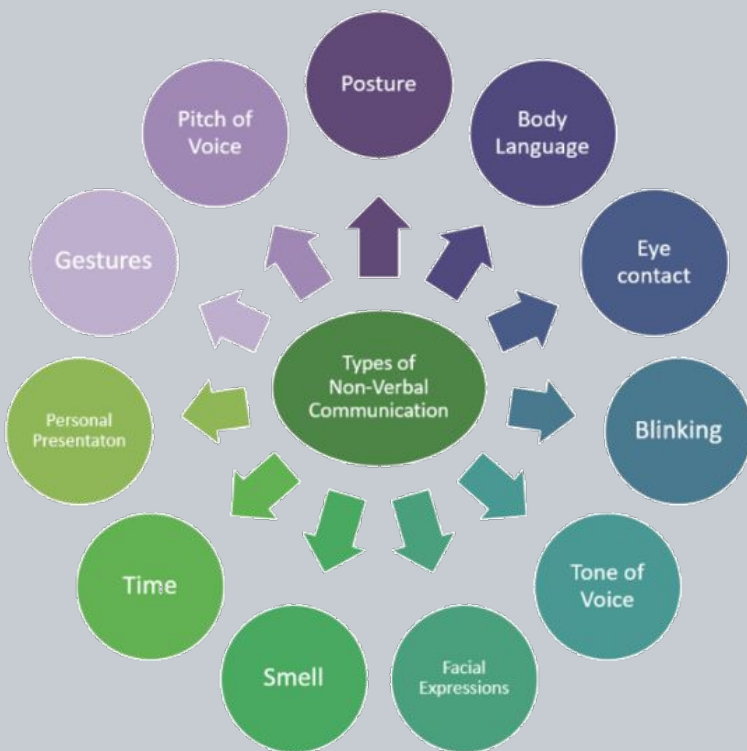 Posture
Body
Language
Eye
contact
Blinking
Tone of
Voice
Facial
Expressions
Smell
Time
Personal
Presentaton
Gestures
Pitch of
Voice
Types of
Non-Verbal
Communication